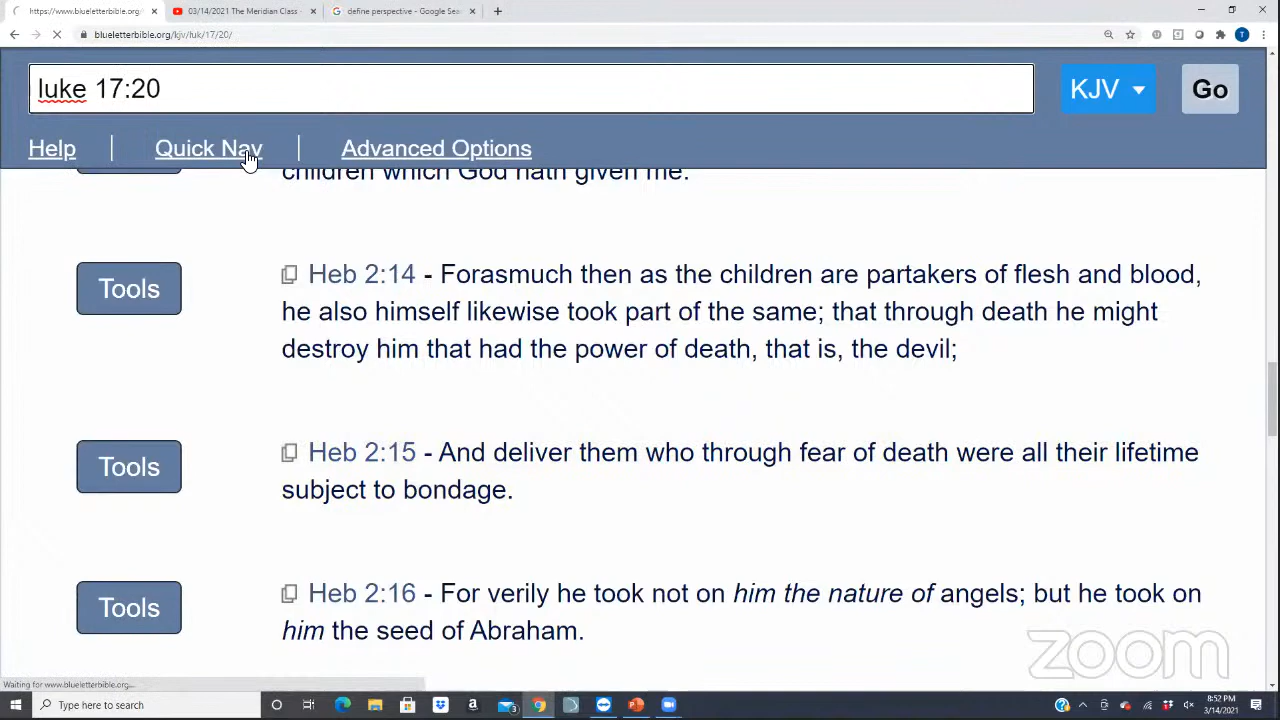 https://www.blueletterbible.org/
03/14/2021 The Meridian Class -
define perspective - Google Sea
blueletterbible.org/kjv/luk/17/20/
luke 17:20
KJV
Go
Help
Quick Nav
Advanced Options
children which God hath given me.
Tools
Heb 2:14 - Forasmuch then as the children are partakers of flesh and blood,
he also himself likewise took part of the same; that through death he might
destroy him that had the power of death, that is, the devil;
Tools
Heb 2:15 - And deliver them who through fear of death were all their lifetime
subject to bondage.
Tools
Heb 2:16 - For verily he took not on him the nature of angels; but he took on
him the seed of Abraham.
zoom
Waiting for www.blueletterbible.org...
Type here to search
8:52 PM
3/14/2021